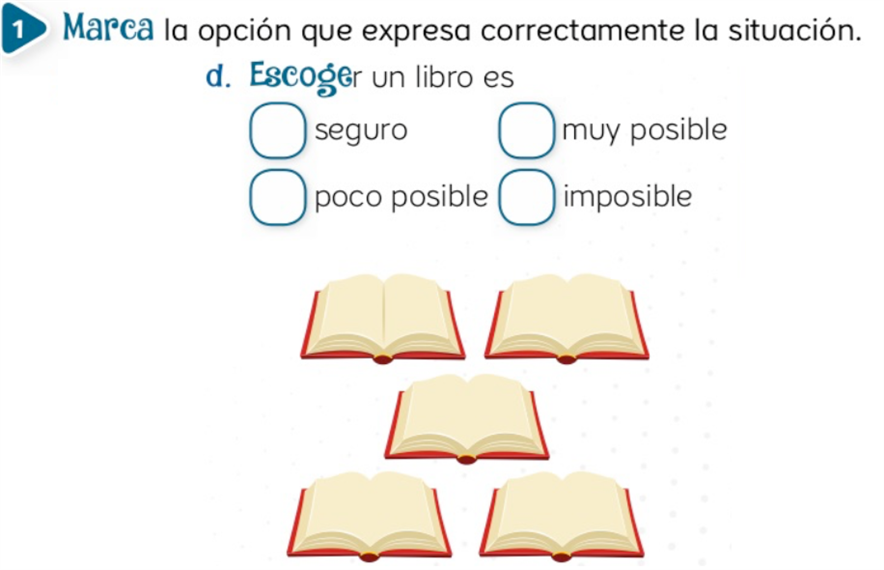 1 Marca la opción que expresa correctamente la situación.
d. Escoger un libro es
seguro muy posible
poco posible imposible